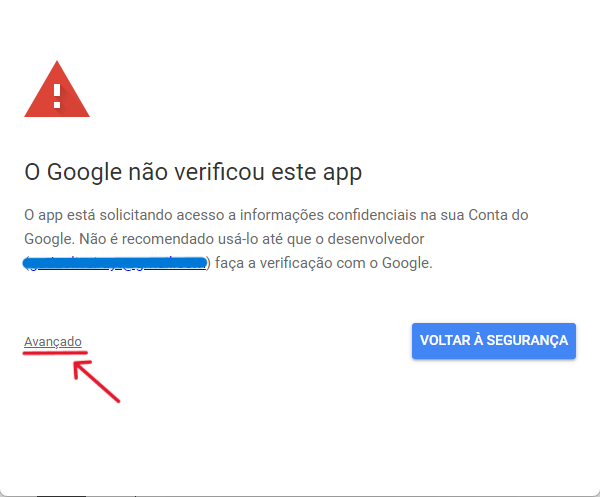 O Google não verificou este app
O app está solicitando acesso a informações confidenciais na sua Conta do
Google. Não é recomendado usá-lo até que o desenvolvedor
) faça a verificação com o Google.
Avançado
VOLTAR À SEGURANÇA